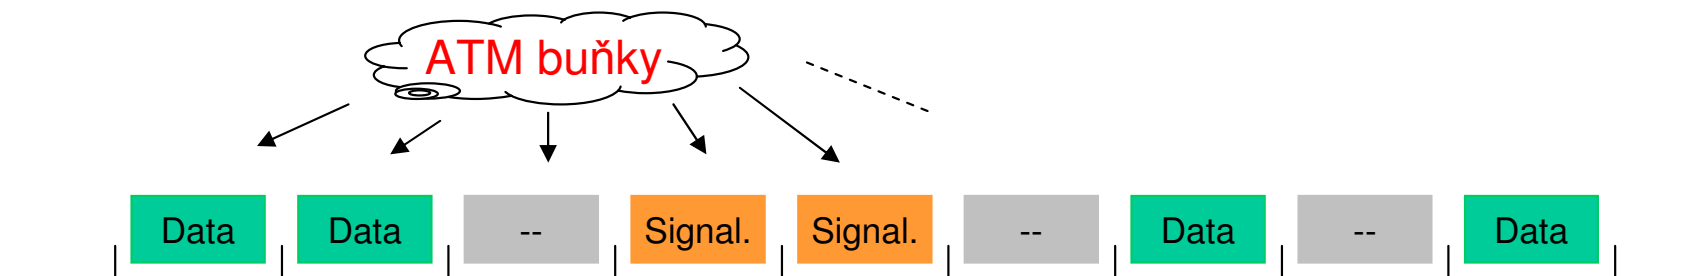 ATM buňky
Data Data -- Signal. Signal. -- Data -- Data